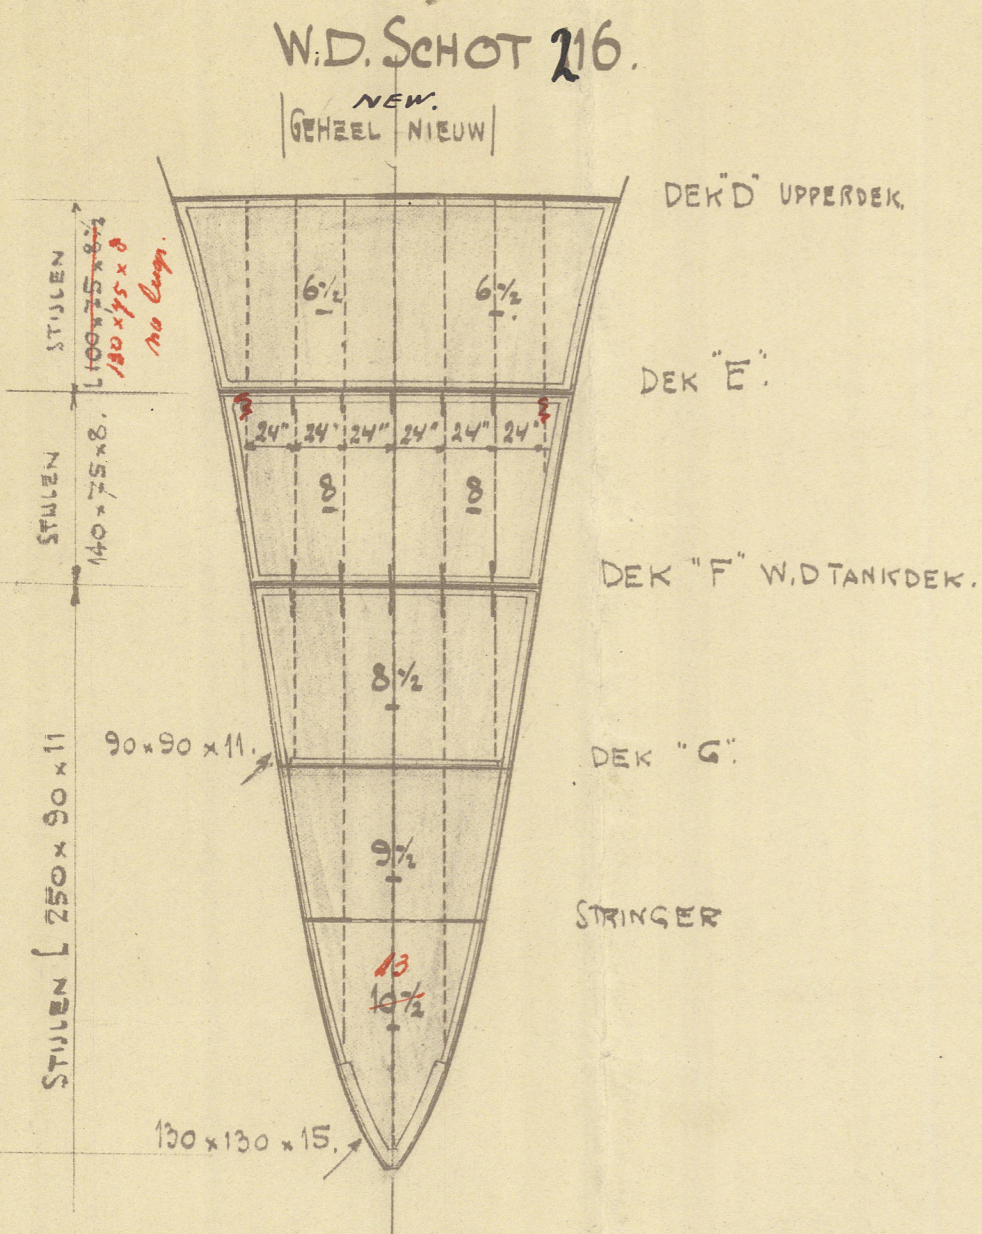 W.D. SCHOT 216.
NEW.
GEHEEL NIEUW
DEK "D" UPPERDEK.
STIJLEN
L 100 x 75 x 8½
130 x 75 x 8
no lugs.
6½ 6½
DEK "E".
24" 24" 24" 24" 24" 24"
STIJLEN
140 x 75 x 8.
8 8
DEK "F" W.D TANKDEK.
8½
90 x 90 x 11.
DEK "G".
STIJLEN [ 250 x 90 x 11
9½
STRINGER
13
10½
130 x 130 x 15.